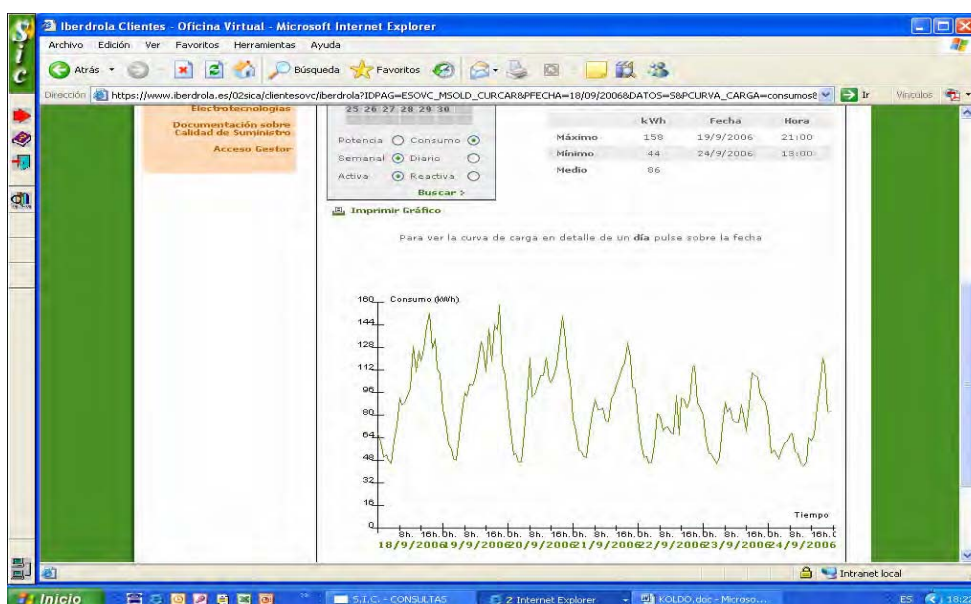 Sic
Iberdrola Clientes - Oficina Virtual - Microsoft Internet Explorer
Archivo Edición Ver Favoritos Herramientas Ayuda
Atrás Búsqueda Favoritos
Dirección https://www.iberdrola.es/02sica/clientesovc/iberdrola?IDPAG=ESOVC_MSOLD_CURCAR&PFECHA=18/09/2006&DATOS=S&PCURVA_CARGA=consumos& Ir Vínculos
Electrotecnologías
Documentación sobre
Calidad de Suministro
Acceso Gestor
25 26 27 28 29 30
Potencia Consumo
Semanal Diario
Activa Reactiva
Buscar >
kWh Fecha Hora
Máximo 158 19/9/2006 21:00
Mínimo 44 24/9/2006 13:00
Medio 86
Imprimir Gráfico
Para ver la curva de carga en detalle de un día pulse sobre la fecha
Consumo (kWh)
160
144
128
112
96
80
64
48
32
16
0
Tiempo
8h. 16h. 0h. 8h. 16h. 0h. 8h. 16h. 0h. 8h. 16h. 0h. 8h. 16h. 0h. 8h. 16h. 0h. 8h. 16h. 0
18/9/2006 19/9/2006 20/9/2006 21/9/2006 22/9/2006 23/9/2006 24/9/2006
Intranet local
Inicio S.I.C. - CONSULTAS 2 Internet Explorer KOLDO.doc - Microso... ES 18:22